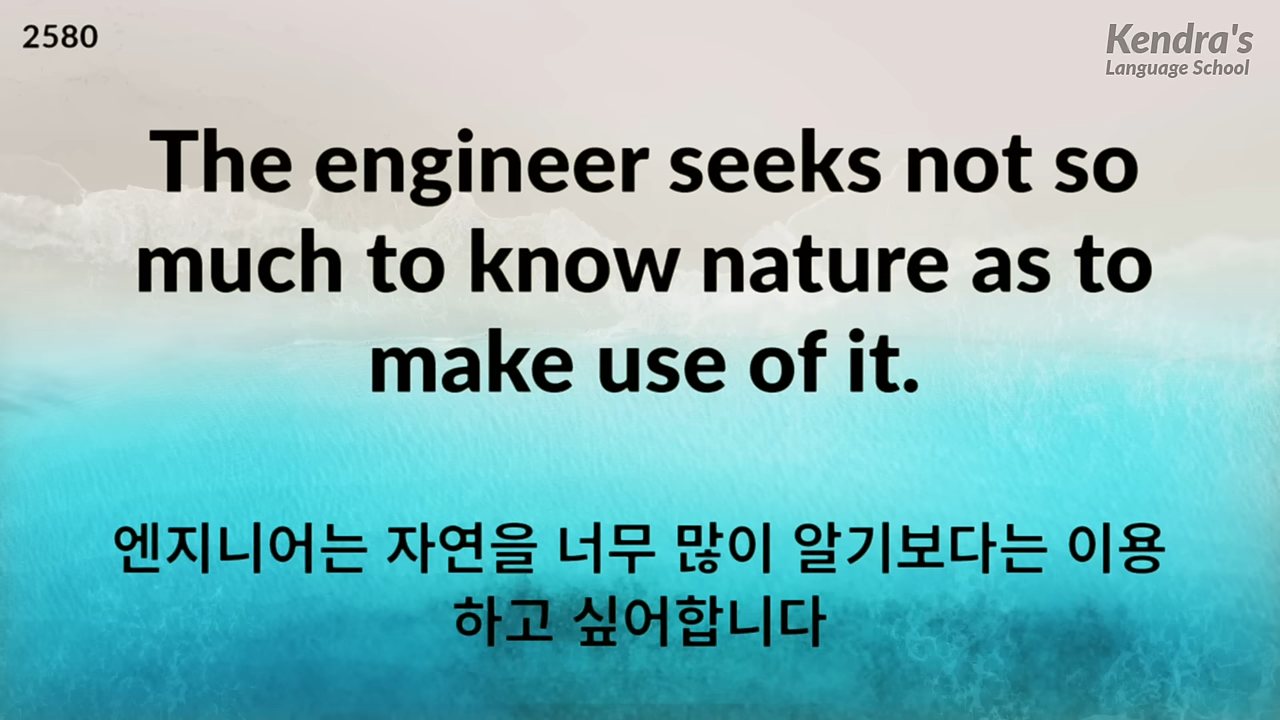 2580
Kendra's
Language School
The engineer seeks not so
much to know nature as to
make use of it.
엔지니어는 자연을 너무 많이 알기보다는 이용
하고 싶어합니다